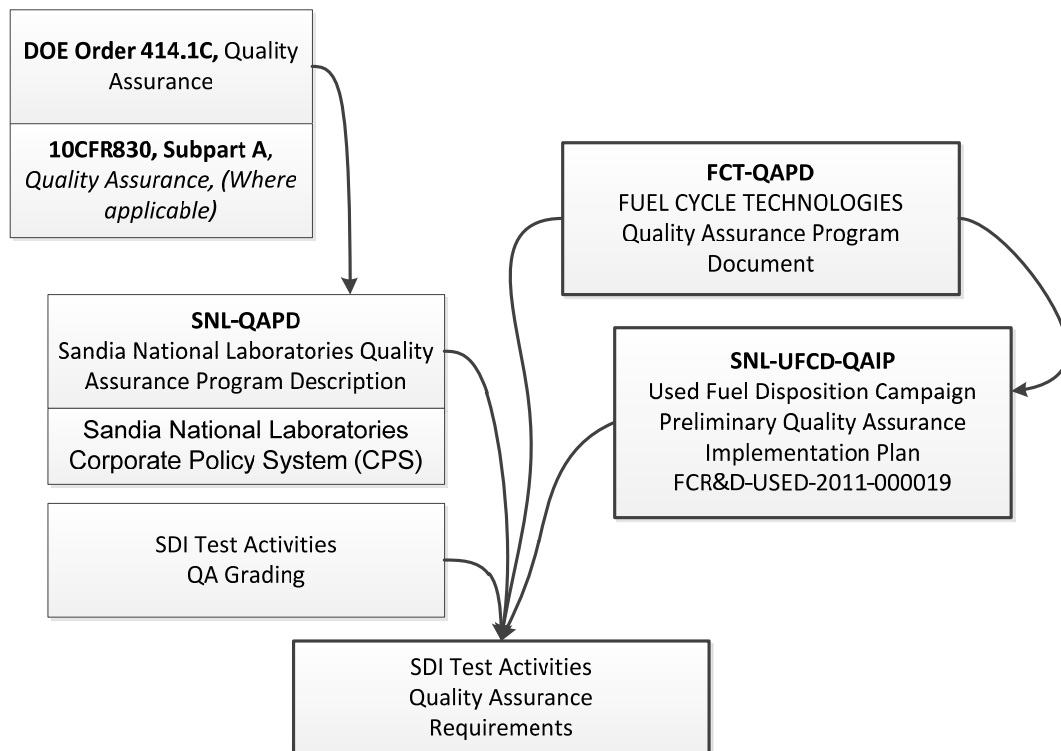 DOE Order 414.1C, Quality
Assurance
10CFR830, Subpart A,
Quality Assurance, (Where
applicable)
FCT-QAPD
FUEL CYCLE TECHNOLOGIES
Quality Assurance Program
Document
SNL-QAPD
Sandia National Laboratories Quality
Assurance Program Description
Sandia National Laboratories
Corporate Policy System (CPS)
SNL-UFCD-QAIP
Used Fuel Disposition Campaign
Preliminary Quality Assurance
Implementation Plan
FCR&D-USED-2011-000019
SDI Test Activities
QA Grading
SDI Test Activities
Quality Assurance
Requirements